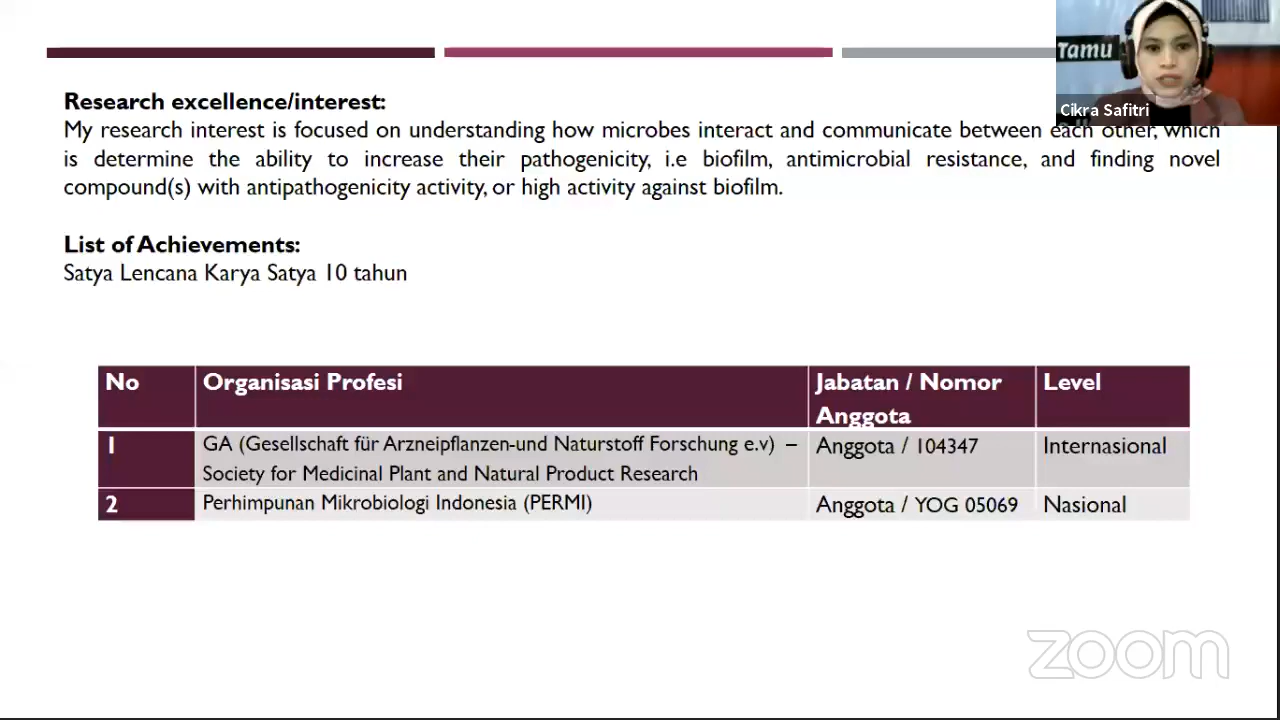 Tamu
Cikra Safitri
Research excellence/interest:
My research interest is focused on understanding how microbes interact and communicate between each other, which
is determine the ability to increase their pathogenicity, i.e biofilm, antimicrobial resistance, and finding novel
compound(s) with antipathogenicity activity, or high activity against biofilm.
List of Achievements:
Satya Lencana Karya Satya 10 tahun
No Organisasi Profesi Jabatan / Nomor Anggota Level
1 GA (Gesellschaft für Arzneipflanzen-und Naturstoff Forschung e.v) – Anggota / 104347 Internasional
Society for Medicinal Plant and Natural Product Research
2 Perhimpunan Mikrobiologi Indonesia (PERMI) Anggota / YOG 05069 Nasional
zoom